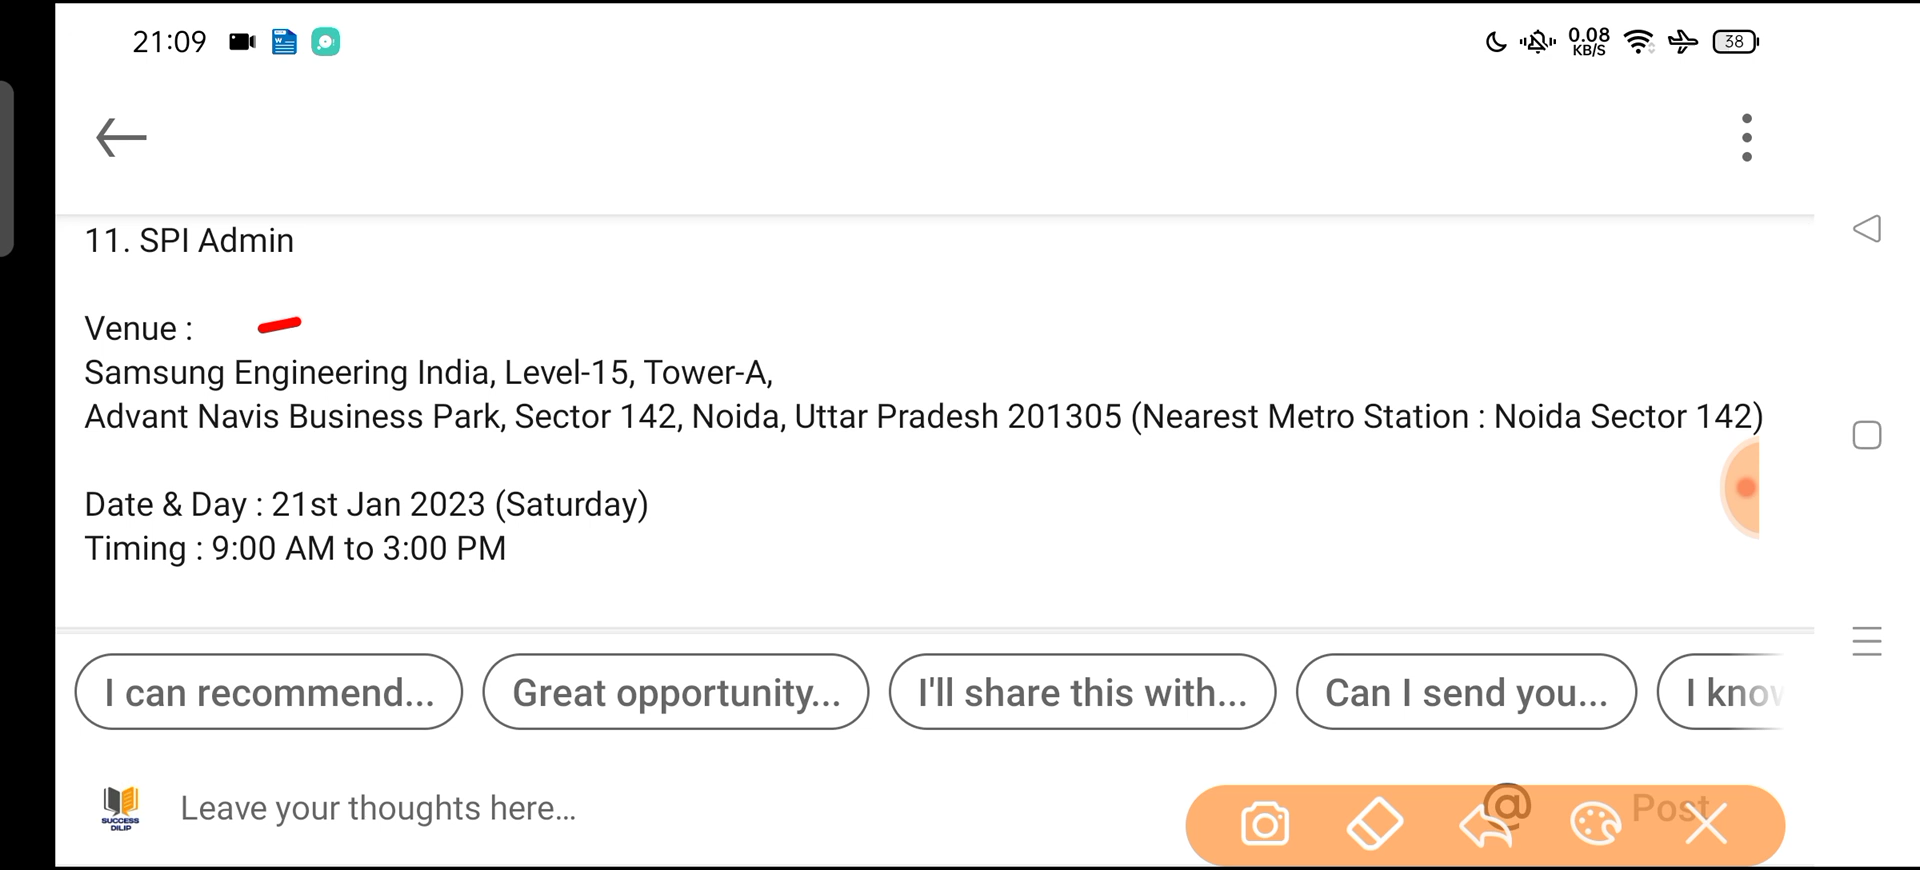 21:09
0.08
KB/S
38
11. SPI Admin
Venue :
Samsung Engineering India, Level-15, Tower-A,
Advant Navis Business Park, Sector 142, Noida, Uttar Pradesh 201305 (Nearest Metro Station : Noida Sector 142)
Date & Day : 21st Jan 2023 (Saturday)
Timing : 9:00 AM to 3:00 PM
I can recommend... Great opportunity... I'll share this with... Can I send you... I know
SUCCESS
DILIP
Leave your thoughts here...
@ Post